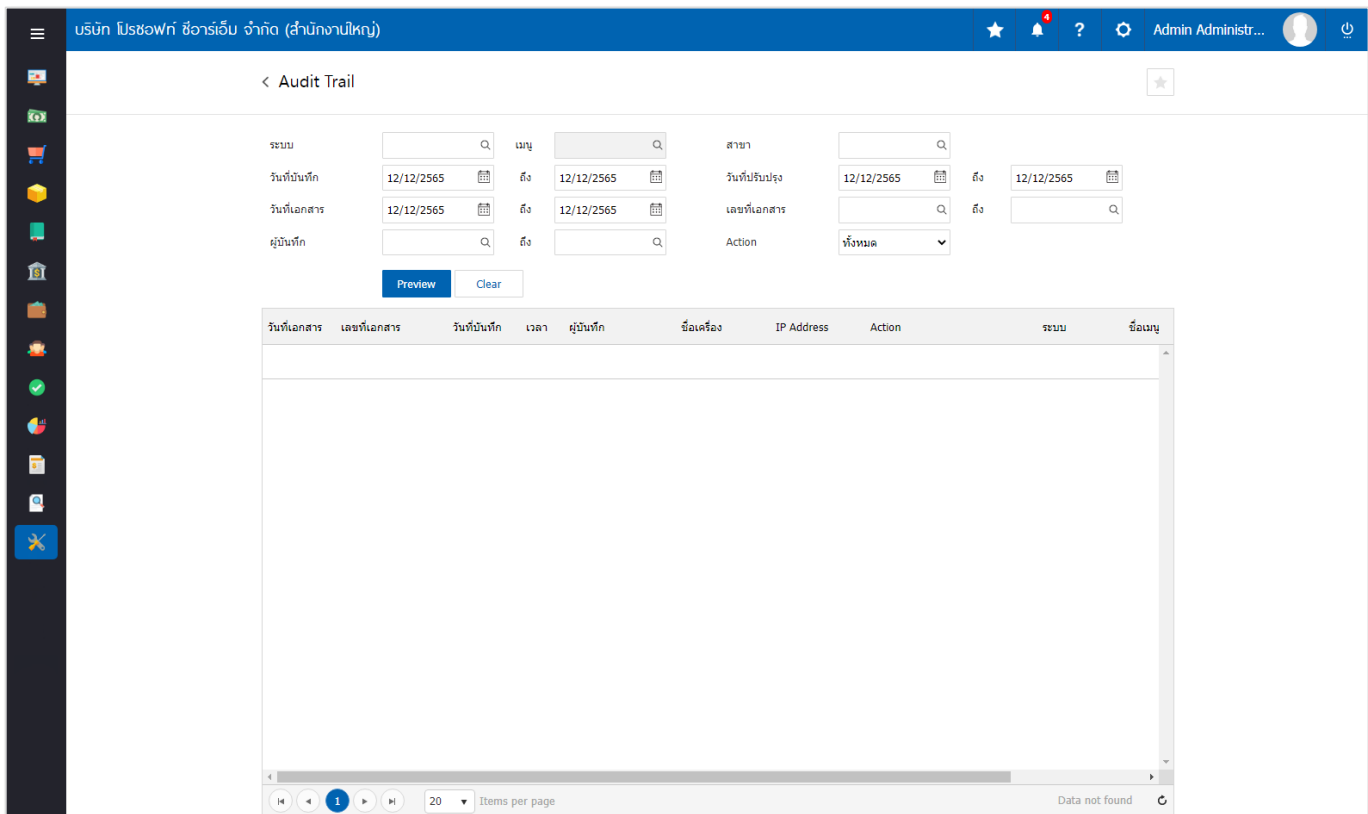 บริษัท โปรซอฟท์ ซีอาร์เอ็ม จำกัด (สำนักงานใหญ่) 4 ? Admin Administr...
< Audit Trail
ระบบ เมนู สาขา
วันที่บันทึก 12/12/2565 ถึง 12/12/2565 วันที่ปรับปรุง 12/12/2565 ถึง 12/12/2565
วันที่เอกสาร 12/12/2565 ถึง 12/12/2565 เลขที่เอกสาร ถึง
ผู้บันทึก ถึง Action ทั้งหมด
Preview Clear
วันที่เอกสาร เลขที่เอกสาร วันที่บันทึก เวลา ผู้บันทึก ชื่อเครื่อง IP Address Action ระบบ ชื่อเมนู
1 20 Items per page Data not found